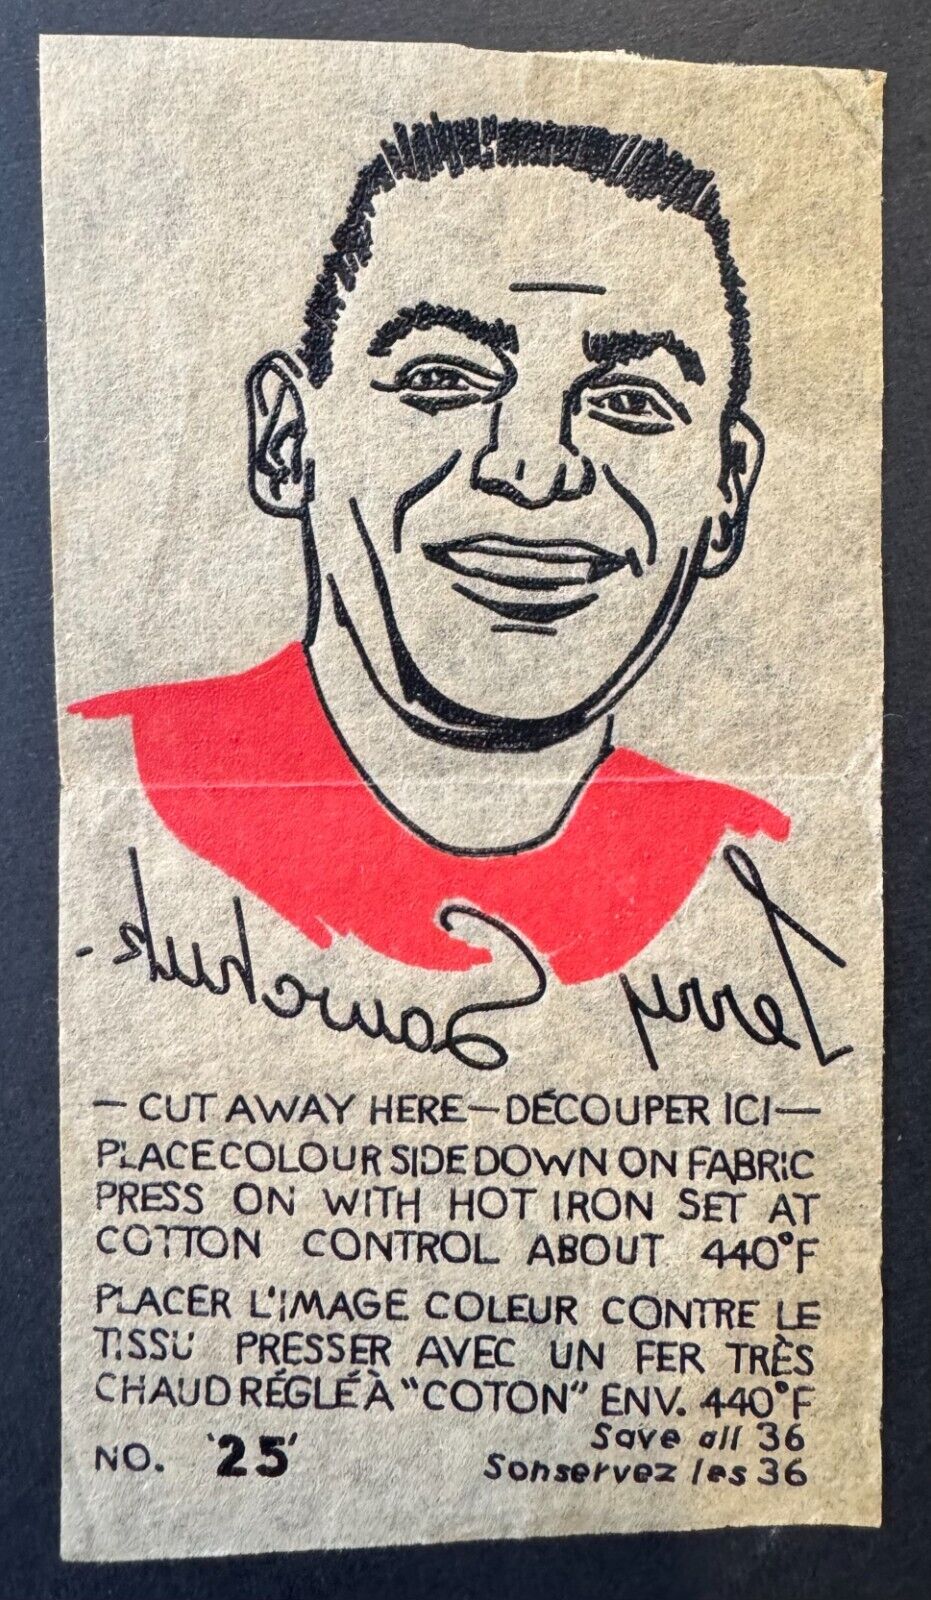 Terry Sawchuk-
— CUT AWAY HERE — DÉCOUPER ICI —
PLACE COLOUR SIDE DOWN ON FABRIC
PRESS ON WITH HOT IRON SET AT
COTTON CONTROL ABOUT 440°F
PLACER L'IMAGE COLEUR CONTRE LE
TISSU PRESSER AVEC UN FER TRÈS
CHAUD RÉGLÉ À "COTON" ENV. 440°F
Save all 36
NO. '25' Sonservez les 36